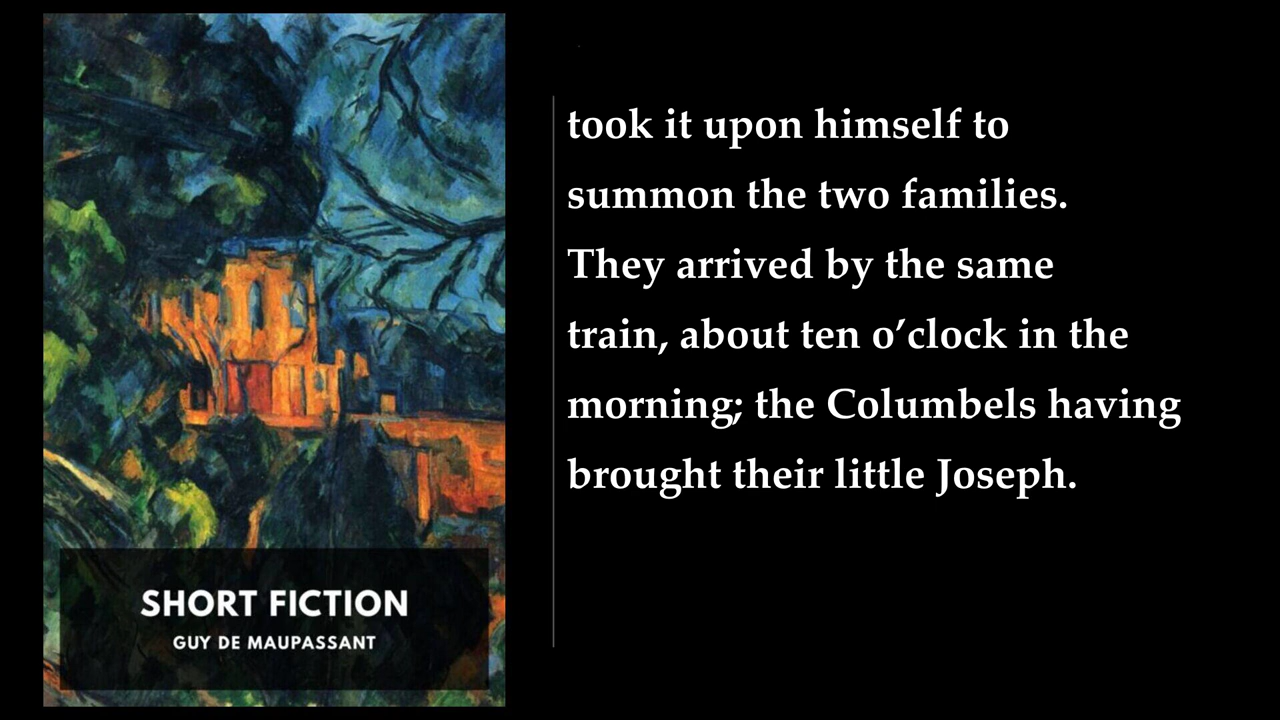 SHORT FICTION
GUY DE MAUPASSANT
took it upon himself to
summon the two families.
They arrived by the same
train, about ten o’clock in the
morning; the Columbels having
brought their little Joseph.